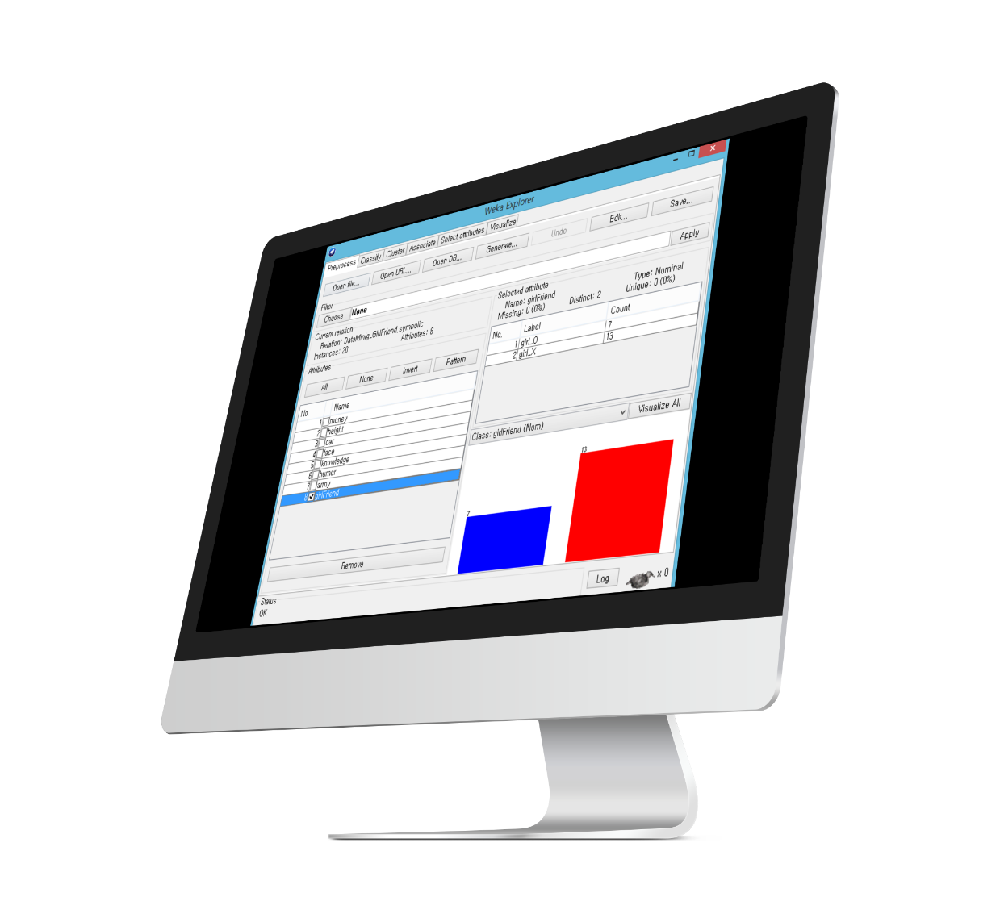 Weka Explorer
Preprocess Classify Cluster Associate Select attributes Visualize
Open file... Open URL... Open DB... Generate... Undo Edit... Save...
Filter
Choose None Apply
Current relation
Relation: DataMinig_GirlFriend.symbolic
Instances: 20 Attributes: 8
Attributes
All None Invert Pattern
No. Name
1 money
2 height
3 car
4 face
5 knowledge
6 humor
7 army
8 girlFriend
Remove
Selected attribute
Name: girlFriend Type: Nominal
Missing: 0 (0%) Distinct: 2 Unique: 0 (0%)
No. Label Count
1 girl_O 7
2 girl_X 13
Class: girlFriend (Nom) Visualize All
7
13
Status
OK
Log x 0